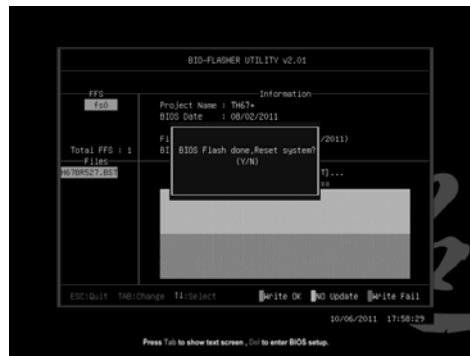 BIO-FLASHER UTILITY v2.01
FFS
Information
fs0
Project Name : TH67+
BIOS Date : 08/02/2011
Total FFS : 1
Files
H67BR527.BST
/2011)
BIOS Flash done,Reset system?
(Y/N)
T]...
ESC:Quit TAB:Change ↑↓:Select Write OK NO Update Write Fail
10/06/2011 17:58:29
Press Tab to show text screen , Del to enter BIOS setup.